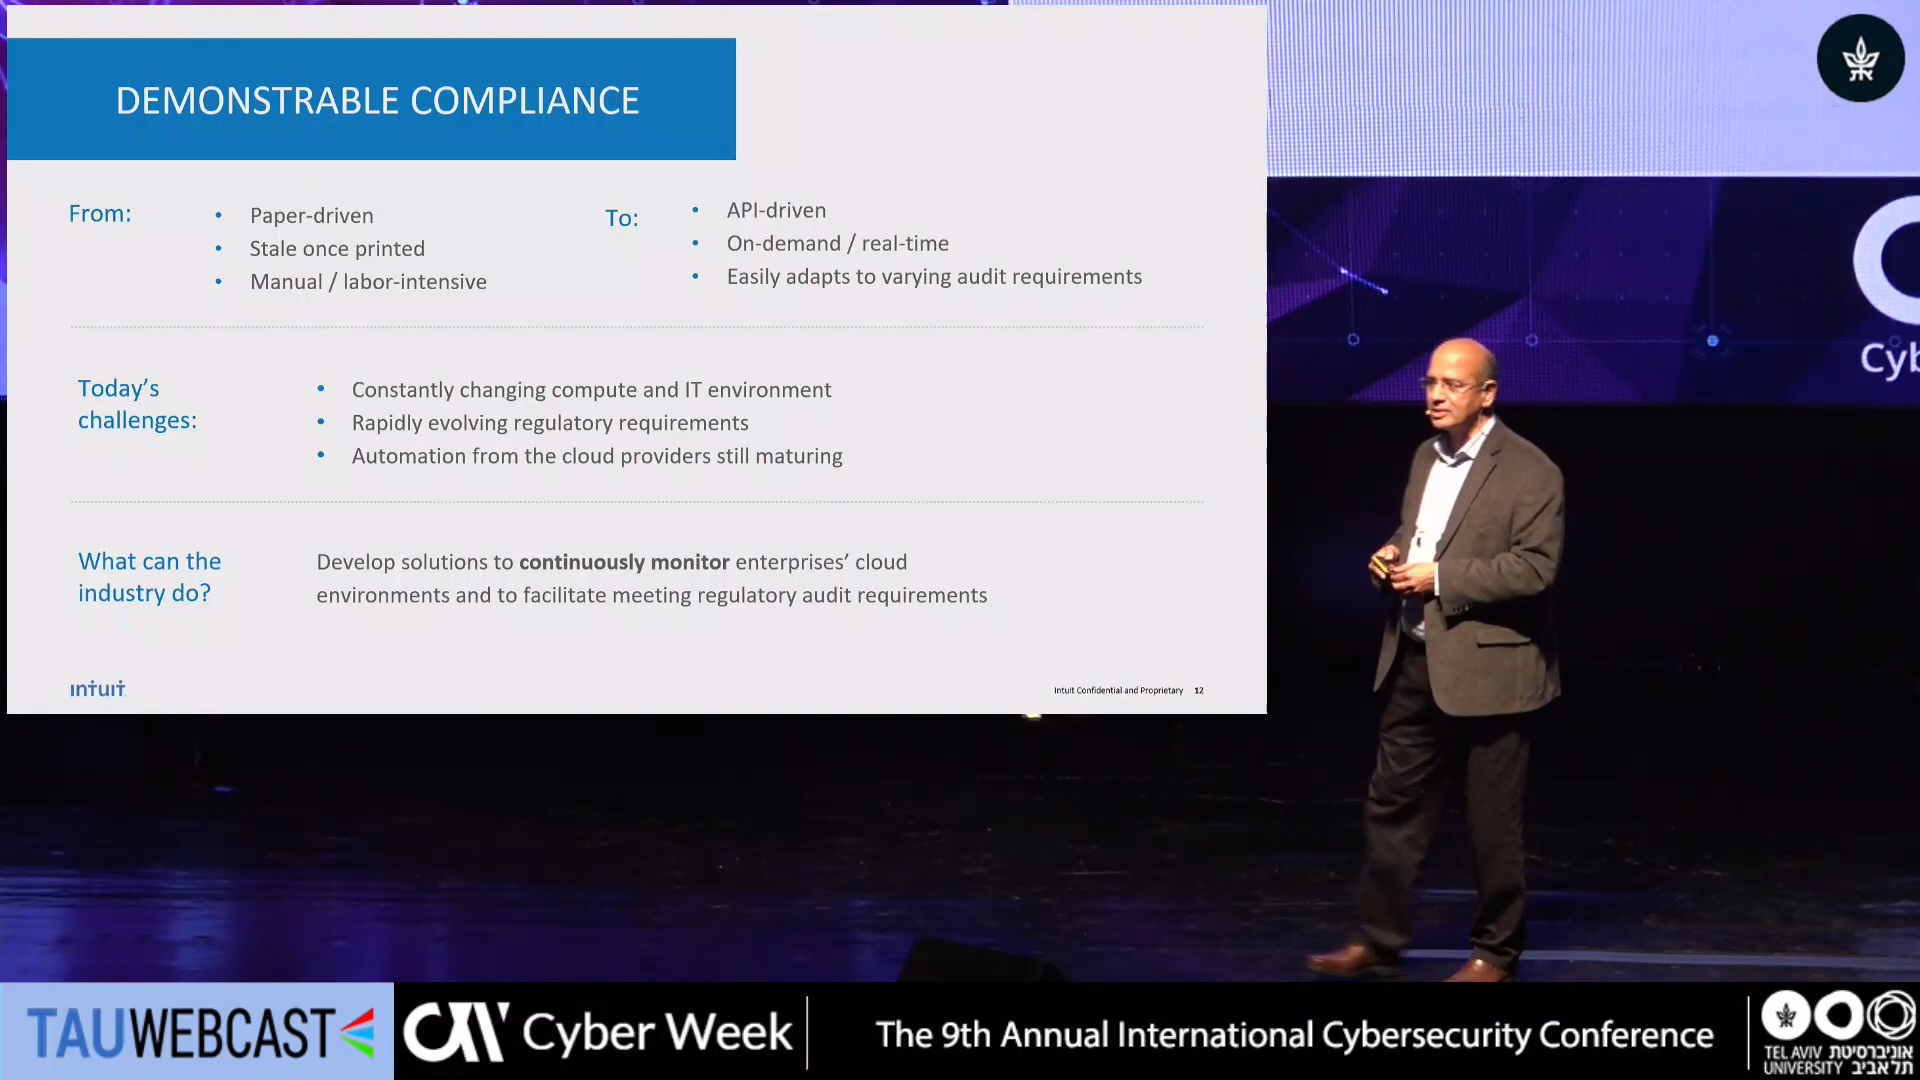 DEMONSTRABLE COMPLIANCE
From:
• Paper-driven
• Stale once printed
• Manual / labor-intensive
To:
• API-driven
• On-demand / real-time
• Easily adapts to varying audit requirements
Today's
challenges:
• Constantly changing compute and IT environment
• Rapidly evolving regulatory requirements
• Automation from the cloud providers still maturing
What can the
industry do?
Develop solutions to continuously monitor enterprises' cloud
environments and to facilitate meeting regulatory audit requirements
intuit
Intuit Confidential and Proprietary 12
Cyb
TAUWEBCAST
Cyber Week
The 9th Annual International Cybersecurity Conference
TEL AVIV אוניברסיטת
UNIVERSITY תל אביב